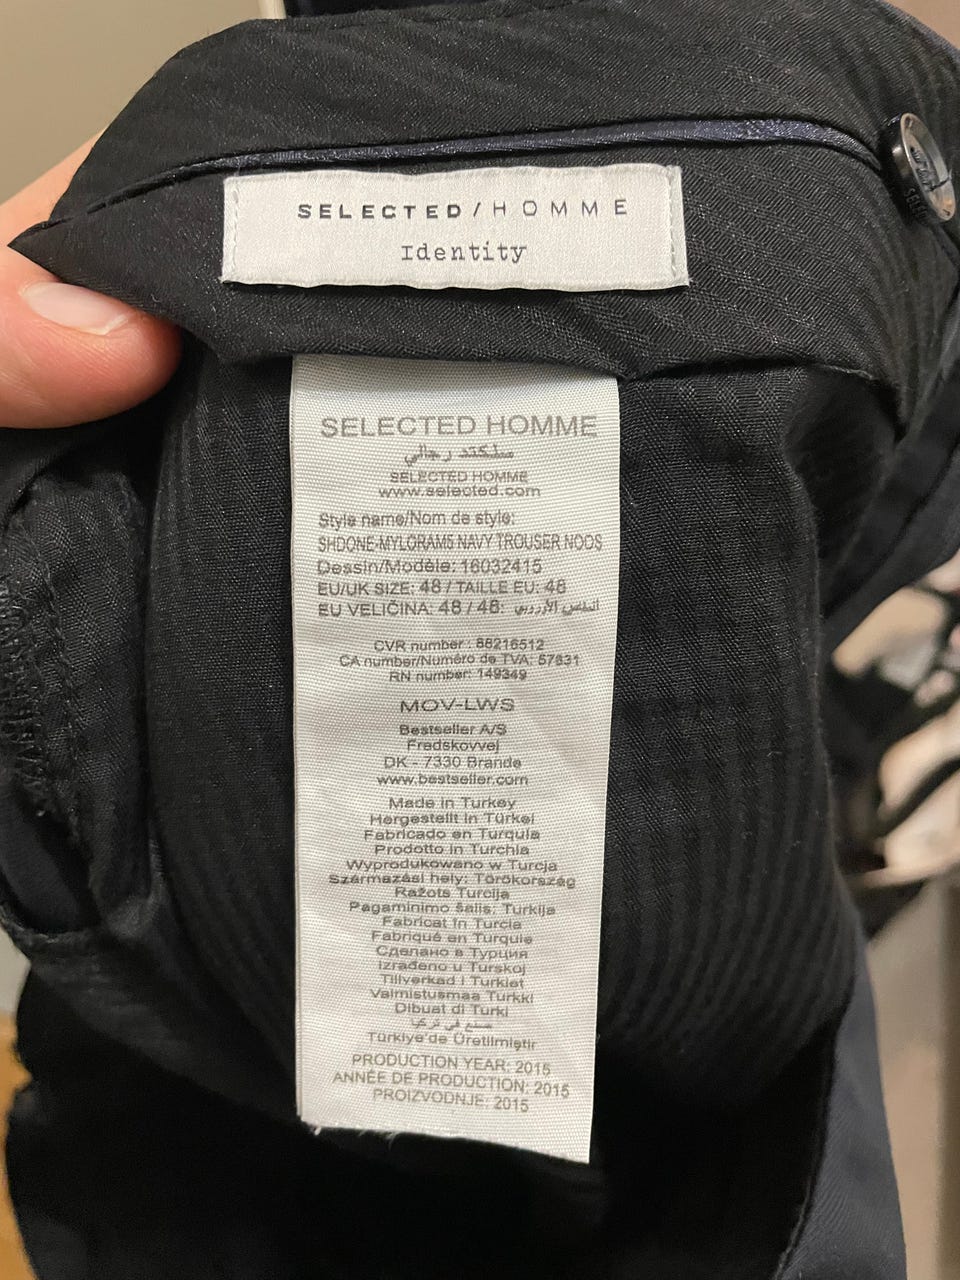 SELECTED/HOMME
Identity
SELECTED HOMME
سلكتد رجالي
SELECTED HOMME
www.selected.com
Style name/Nom de style:
SHDONE-MYLORAM5 NAVY TROUSER NOOS
Dessin/Modèle: 16032415
EU/UK SIZE: 48 / TAILLE EU: 48
EU VELIČINA: 48 / 48: المقاس الأوروبي
CVR number : 88216512
CA number/Numéro de TVA: 57831
RN number: 149349
MOV-LWS
Bestseller A/S
Fredskovvej
DK - 7330 Brande
www.bestseller.com
Made in Turkey
Hergestellt in Türkei
Fabricado en Turquia
Prodotto in Turchia
Wyprodukowano w Turcja
Származási hely: Törökország
Ražots Turcija
Pagaminimo šalis: Turkija
Fabricat în Turcia
Fabriqué en Turquie
Сделано в Турция
Izrađeno u Turskoj
Tillverkad i Turkiet
Valmistusmaa Turkki
Dibuat di Turki
صنع في تركيا
Türkiye'de Üretilmiştir
PRODUCTION YEAR: 2015
ANNÉE DE PRODUCTION: 2015
PROIZVODNJE: 2015